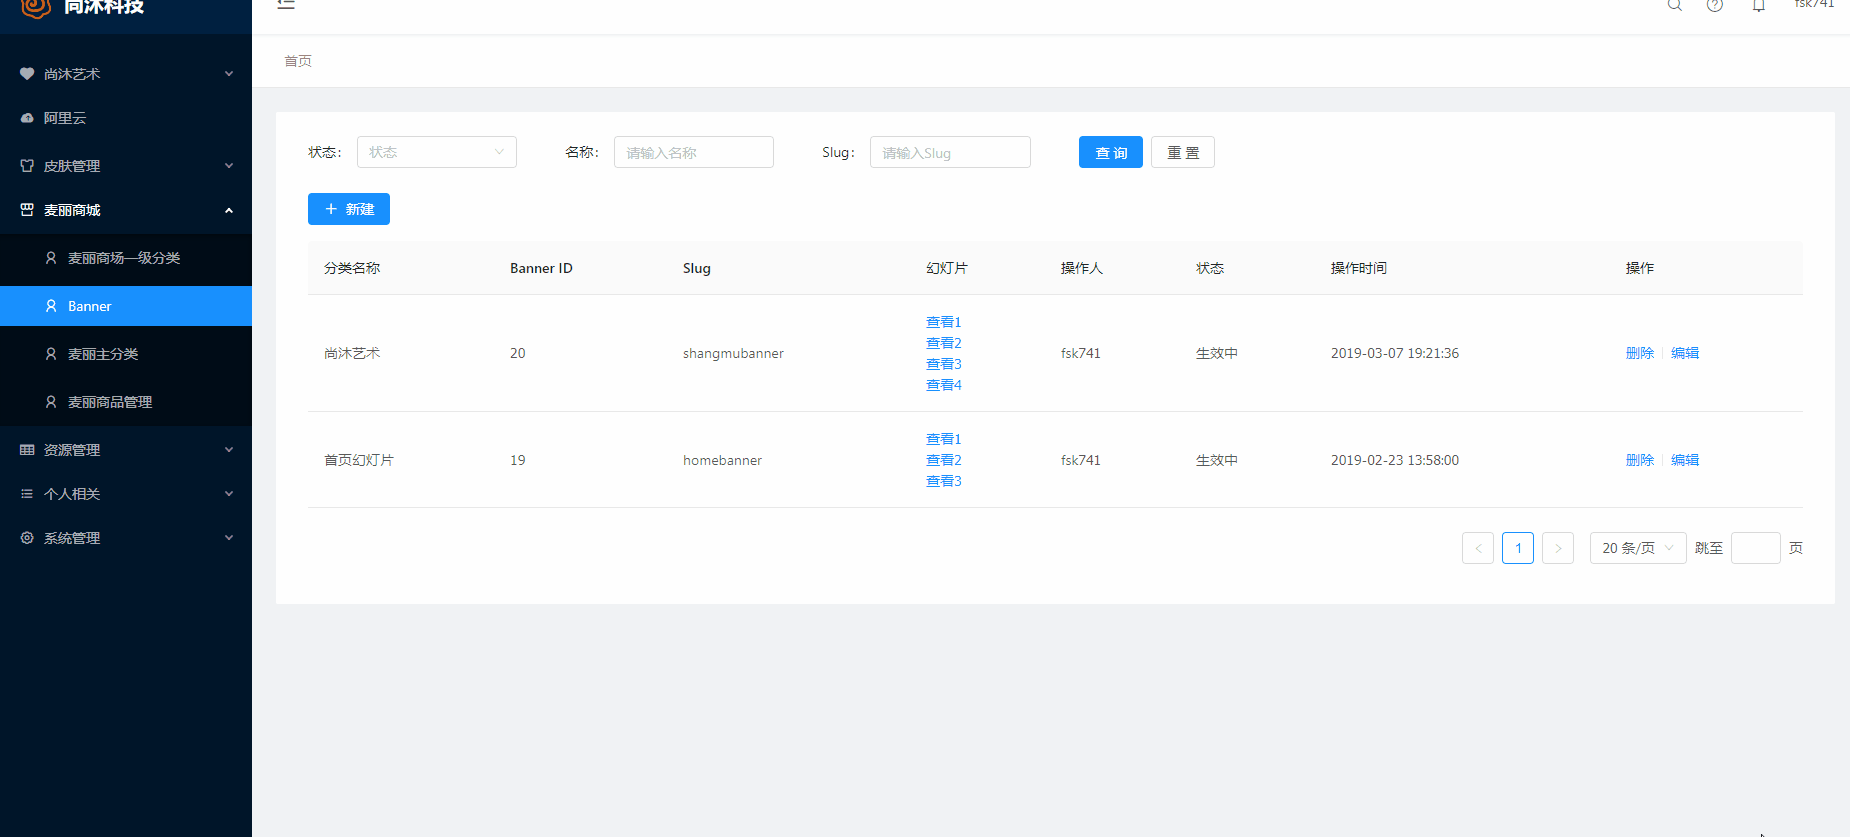 尚沐科技
fsk741
首页
尚沐艺术
阿里云
皮肤管理
麦丽商城
麦丽商场一级分类
Banner
麦丽主分类
麦丽商品管理
资源管理
个人相关
系统管理
状态: 状态 名称: 请输入名称 Slug: 请输入Slug 查 询 重 置
+ 新建
分类名称 Banner ID Slug 幻灯片 操作人 状态 操作时间 操作
尚沐艺术 20 shangmubanner 查看1 查看2 查看3 查看4 fsk741 生效中 2019-03-07 19:21:36 删除 编辑
首页幻灯片 19 homebanner 查看1 查看2 查看3 fsk741 生效中 2019-02-23 13:58:00 删除 编辑
< 1 > 20 条/页 跳至 页